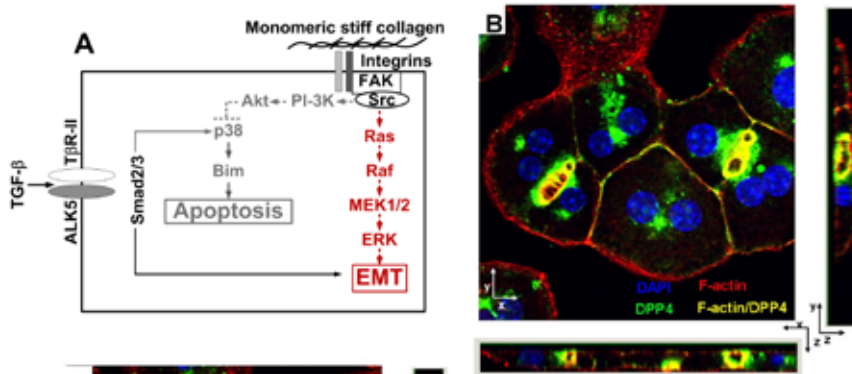 A
Monomeric stiff collagen
Integrins
FAK
Src
Akt
PI-3K
p38
Bim
Apoptosis
Ras
Raf
MEK1/2
ERK
EMT
TGF-β
TβR-II
ALK5
Smad2/3
B
DAPI F-actin
DPP4 F-actin/DPP4
y
x
y
z
x
z